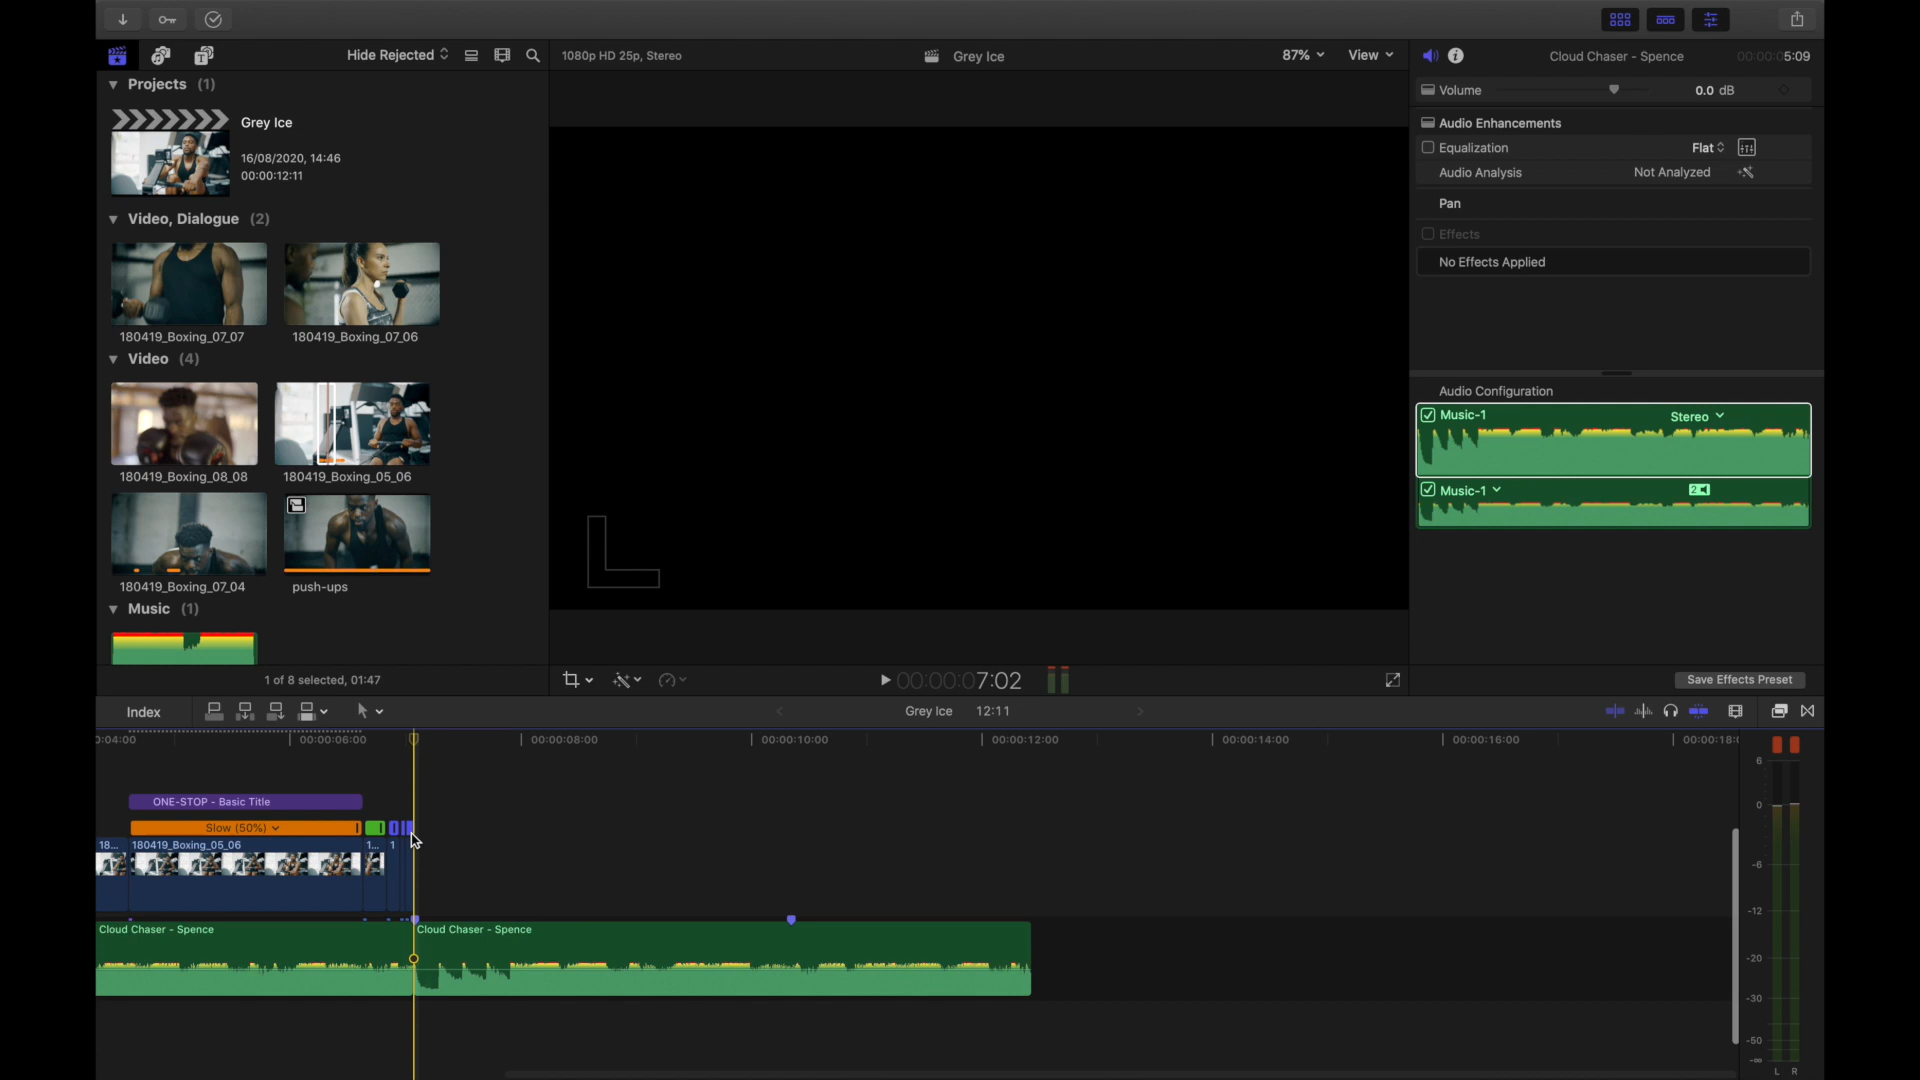 Hide Rejected
1080p HD 25p, Stereo
Grey Ice
87%
View
Cloud Chaser - Spence
00:00:05:09
Projects (1)
Grey Ice
16/08/2020, 14:46
00:00:12:11
Video, Dialogue (2)
180419_Boxing_07_07
180419_Boxing_07_06
Video (4)
180419_Boxing_08_08
180419_Boxing_05_06
180419_Boxing_07_04
push-ups
Music (1)
1 of 8 selected, 01:47
00:00:07:02
Volume
0.0 dB
Audio Enhancements
Equalization
Flat
Audio Analysis
Not Analyzed
Pan
Effects
No Effects Applied
Audio Configuration
Music-1
Stereo
Music-1
2
Save Effects Preset
Index
Grey Ice
12:11
0:04:00
00:00:06:00
00:00:08:00
00:00:10:00
00:00:12:00
00:00:14:00
00:00:16:00
00:00:18:0
ONE-STOP - Basic Title
Slow (50%)
18...
180419_Boxing_05_06
1...
1
Cloud Chaser - Spence
Cloud Chaser - Spence
6
0
-6
-12
-20
-30
-50
-∞
L R